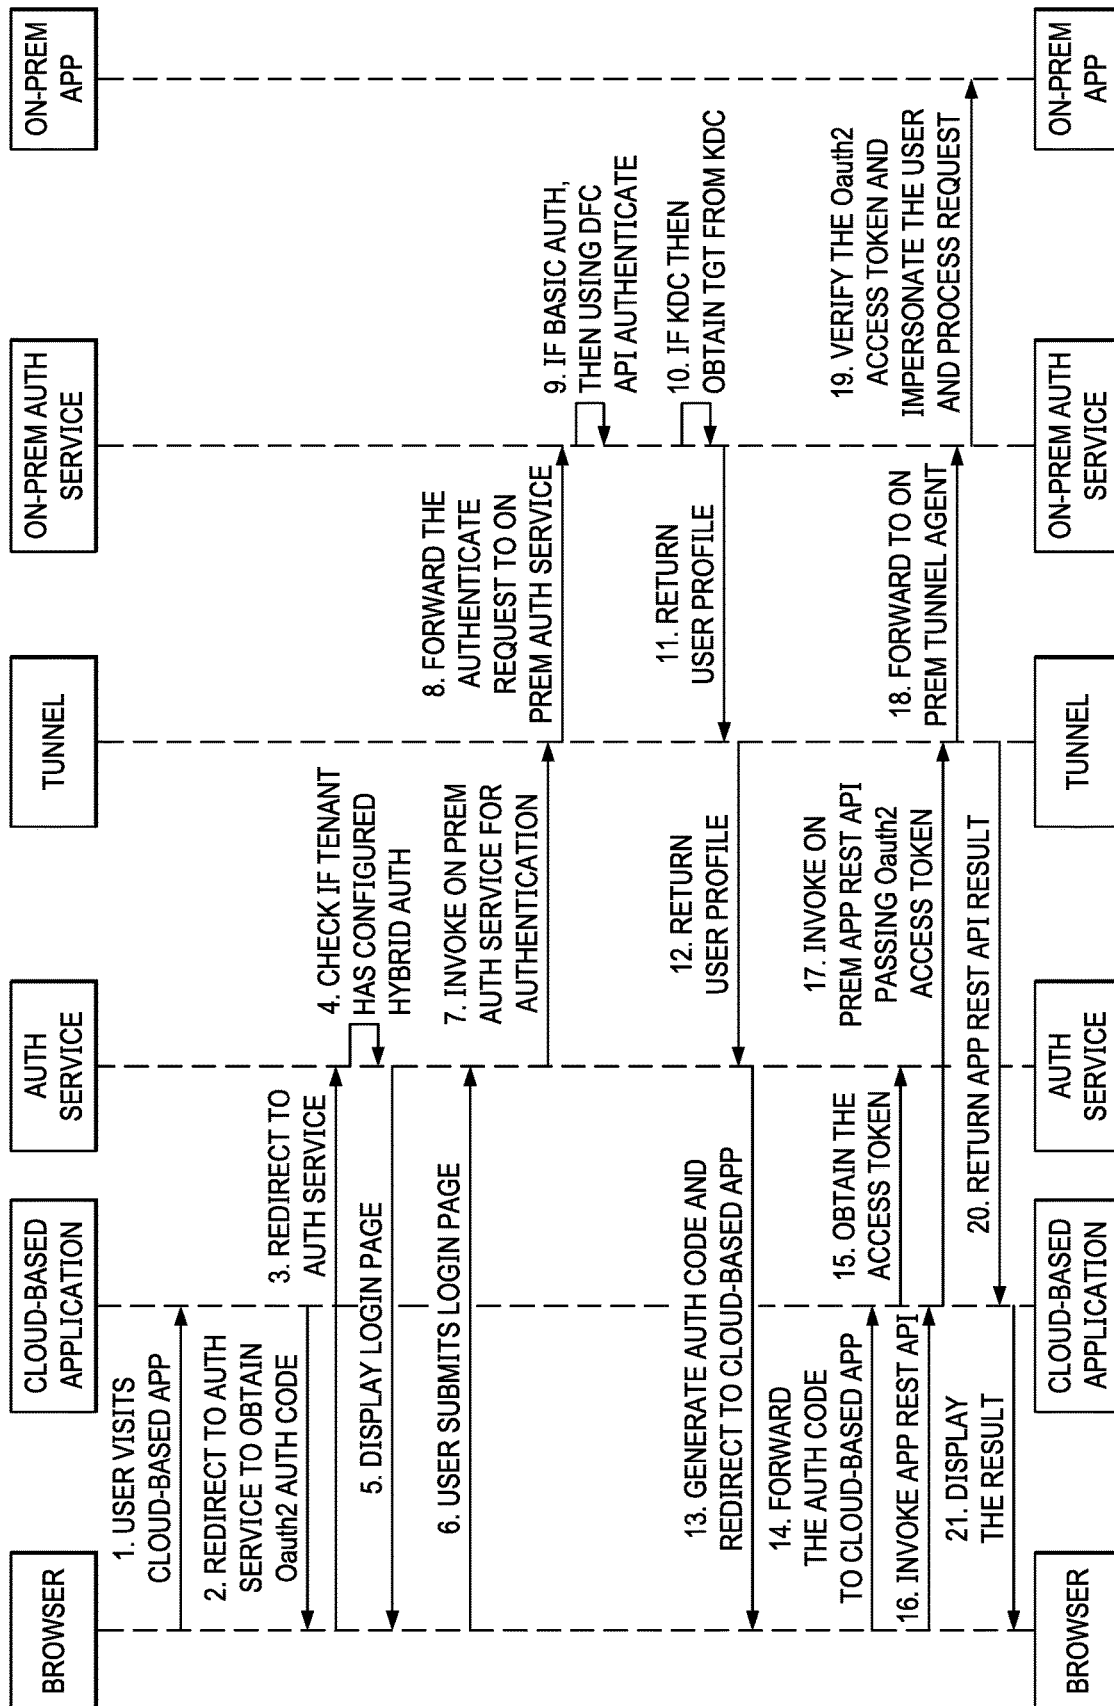 BROWSER
CLOUD-BASED
APPLICATION
AUTH
SERVICE
TUNNEL
ON-PREM AUTH
SERVICE
ON-PREM
APP
1. USER VISITS
CLOUD-BASED APP
2. REDIRECT TO AUTH
SERVICE TO OBTAIN
Oauth2 AUTH CODE
3. REDIRECT TO
AUTH SERVICE
4. CHECK IF TENANT
HAS CONFIGURED
HYBRID AUTH
5. DISPLAY LOGIN PAGE
6. USER SUBMITS LOGIN PAGE
7. INVOKE ON PREM
AUTH SERVICE FOR
AUTHENTICATION
8. FORWARD THE
AUTHENTICATE
REQUEST TO ON
PREM AUTH SERVICE
9. IF BASIC AUTH,
THEN USING DFC
API AUTHENTICATE
10. IF KDC THEN
OBTAIN TGT FROM KDC
11. RETURN
USER PROFILE
12. RETURN
USER PROFILE
13. GENERATE AUTH CODE AND
REDIRECT TO CLOUD-BASED APP
14. FORWARD
THE AUTH CODE
TO CLOUD-BASED APP
15. OBTAIN THE
ACCESS TOKEN
16. INVOKE APP REST API
17. INVOKE ON
PREM APP REST API
PASSING Oauth2
ACCESS TOKEN
18. FORWARD TO ON
PREM TUNNEL AGENT
19. VERIFY THE Oauth2
ACCESS TOKEN AND
IMPERSONATE THE USER
AND PROCESS REQUEST
20. RETURN APP REST API RESULT
21. DISPLAY
THE RESULT
BROWSER
CLOUD-BASED
APPLICATION
AUTH
SERVICE
TUNNEL
ON-PREM AUTH
SERVICE
ON-PREM
APP